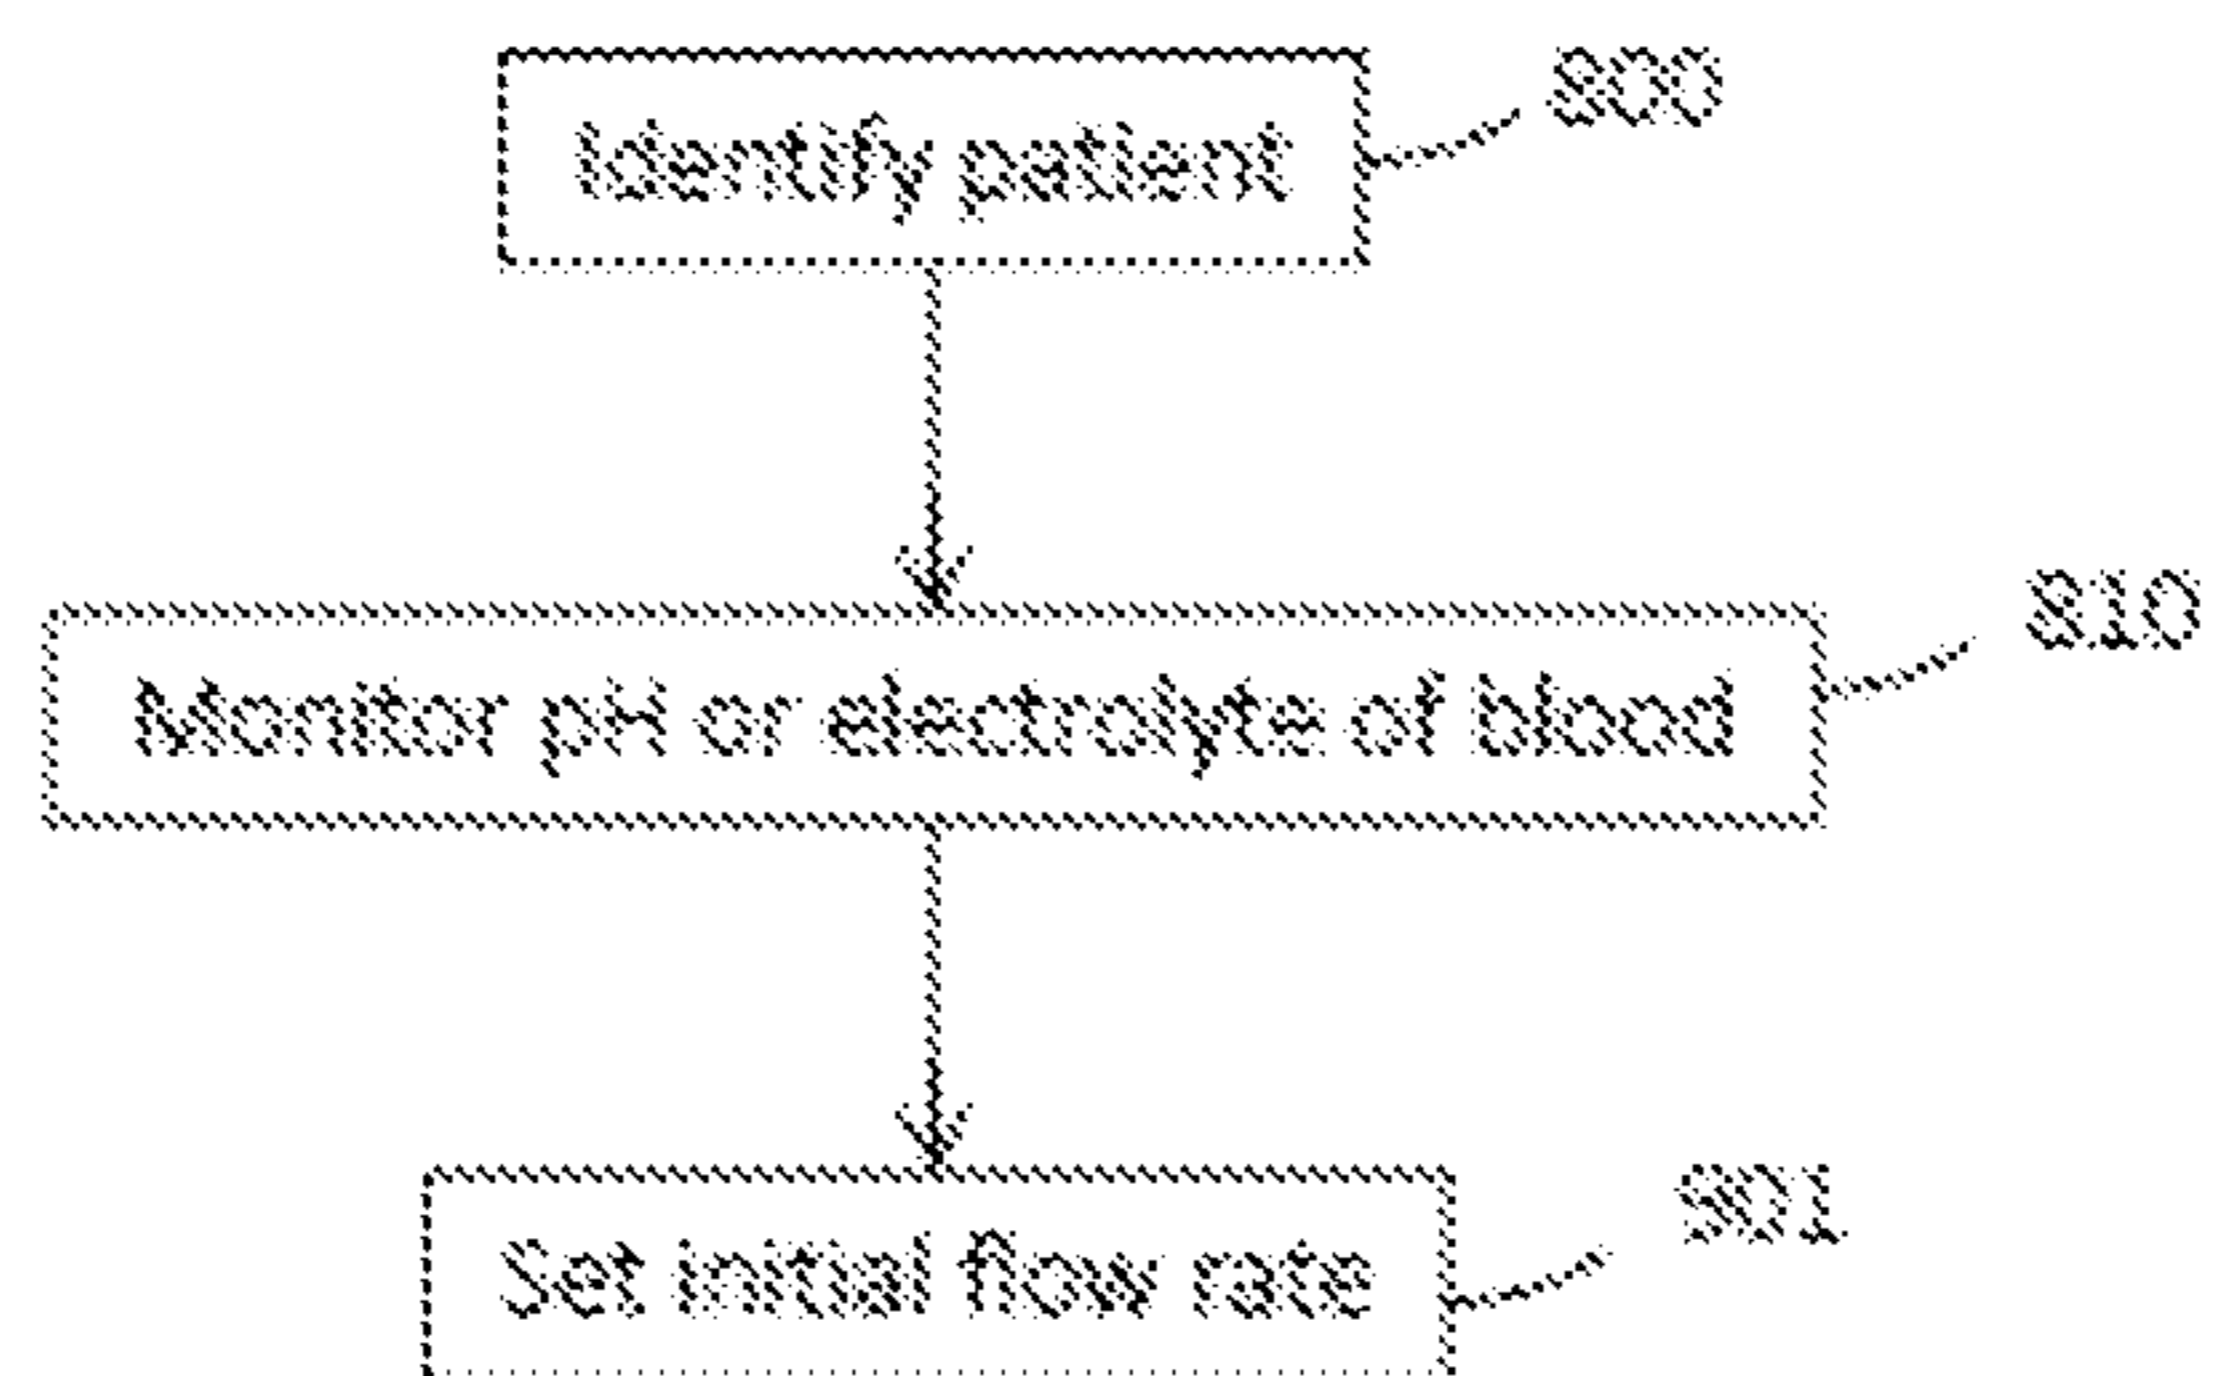 Identify patient
800
Monitor pH or electrolyte of blood
810
Set initial flow rate